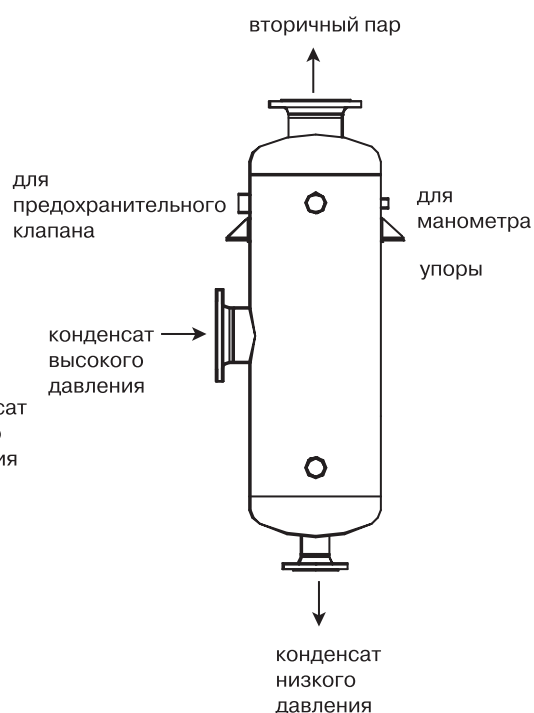 вторичный пар
для
предохранительного
клапана
для
манометра
упоры
конденсат
высокого
давления
конденсат
низкого
давления